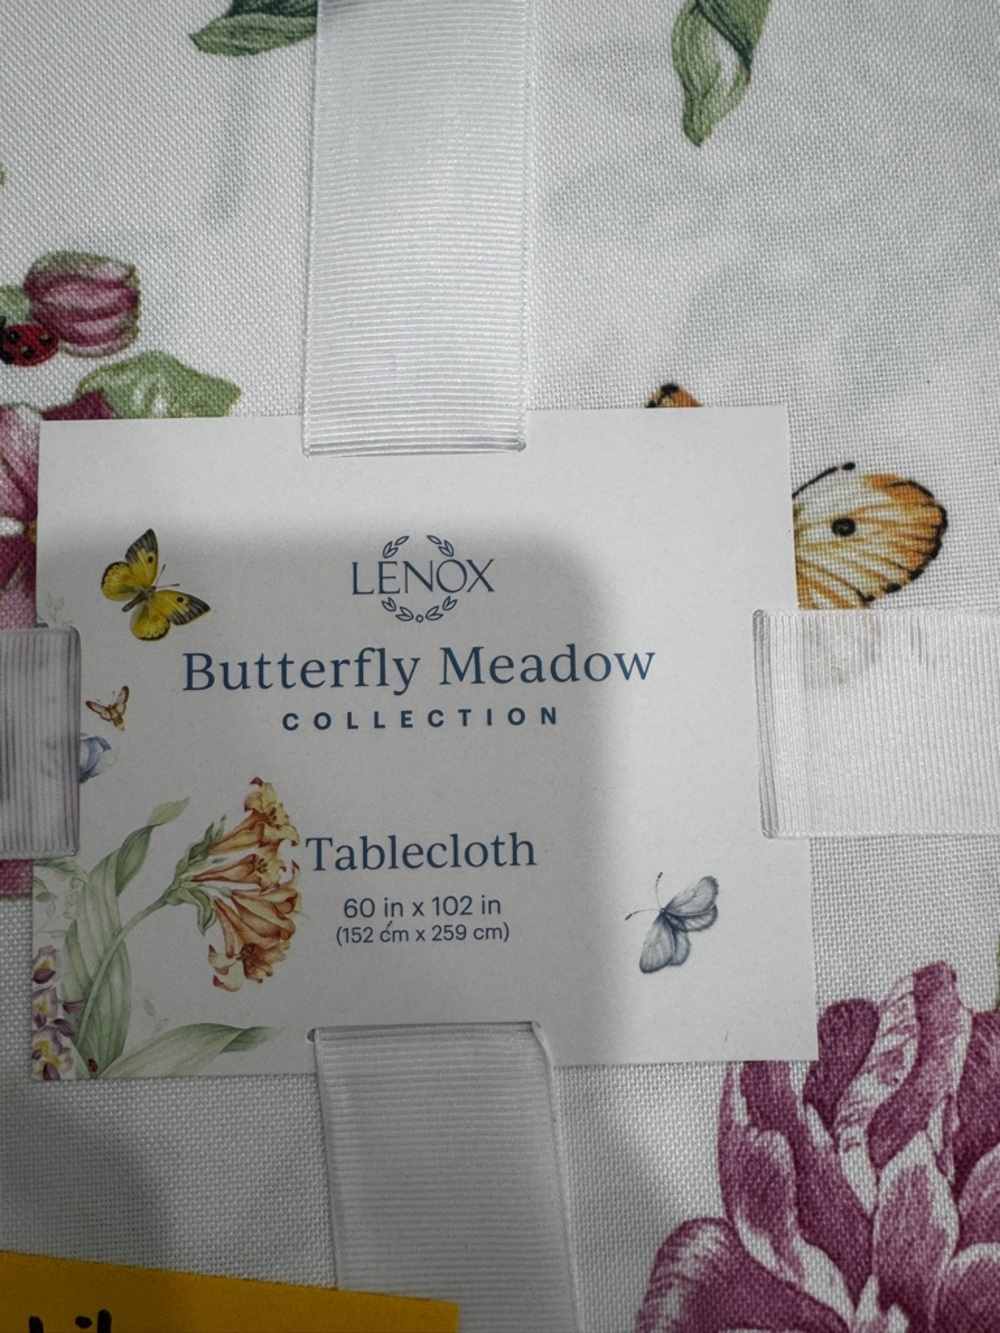 LENOX
Butterfly Meadow
COLLECTION
Tablecloth
60 in x 102 in
(152 cm x 259 cm)